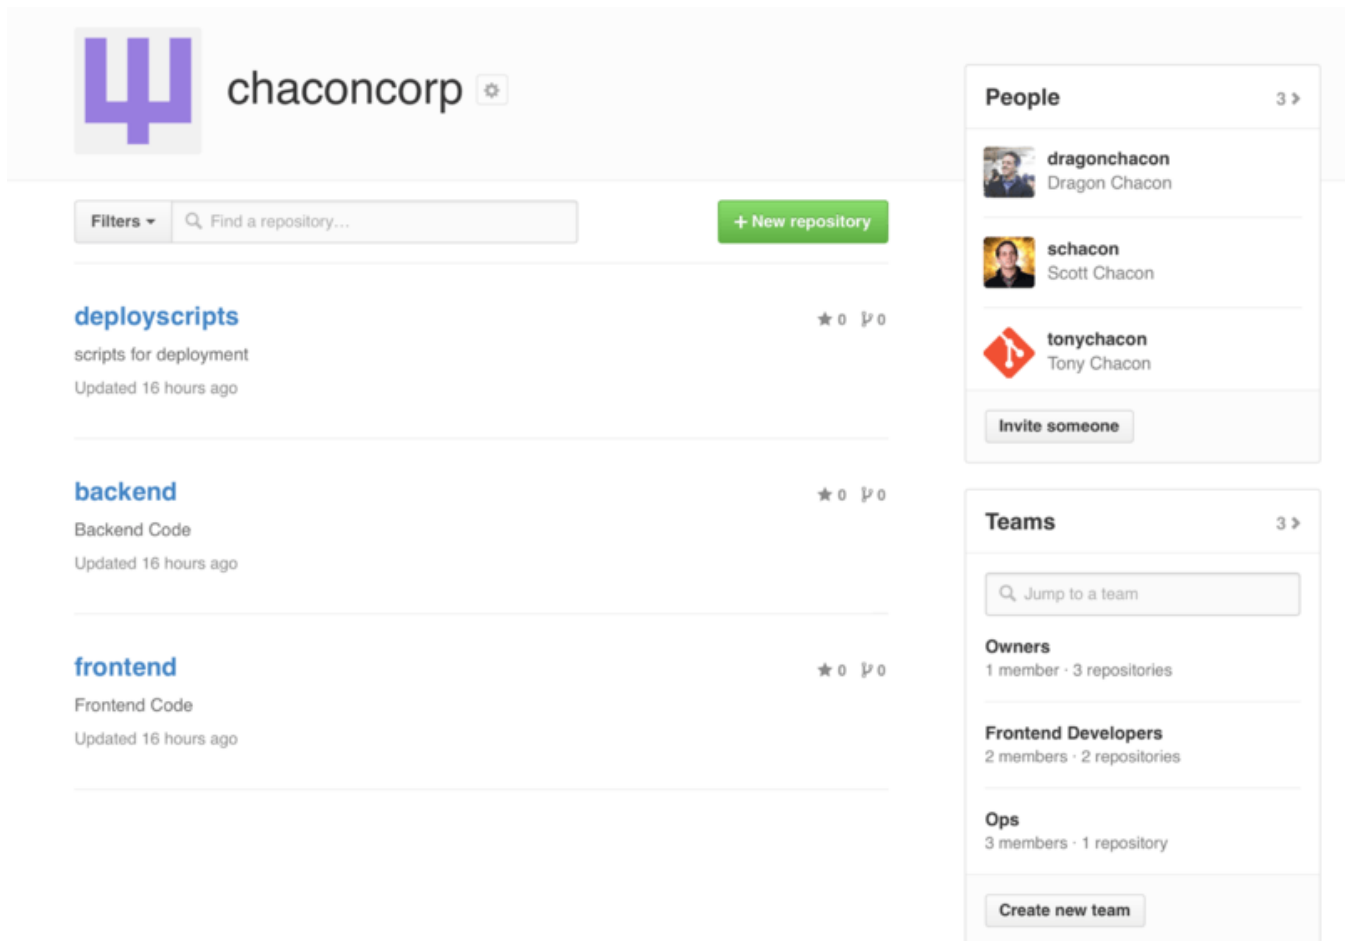 chaconcorp
Filters
Find a repository...
+ New repository
deployscripts
0 0
scripts for deployment
Updated 16 hours ago
backend
0 0
Backend Code
Updated 16 hours ago
frontend
0 0
Frontend Code
Updated 16 hours ago
People 3
dragonchacon
Dragon Chacon
schacon
Scott Chacon
tonychacon
Tony Chacon
Invite someone
Teams 3
Jump to a team
Owners
1 member · 3 repositories
Frontend Developers
2 members · 2 repositories
Ops
3 members · 1 repository
Create new team